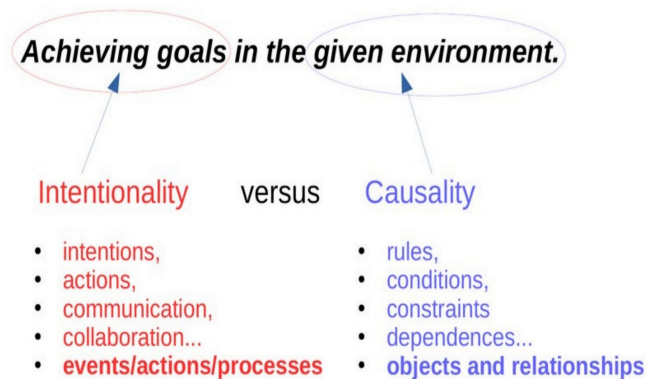 Achieving goals in the given environment.
Intentionality versus Causality
• intentions,
• actions,
• communication,
• collaboration...
• events/actions/processes
• rules,
• conditions,
• constraints
• dependences...
• objects and relationships